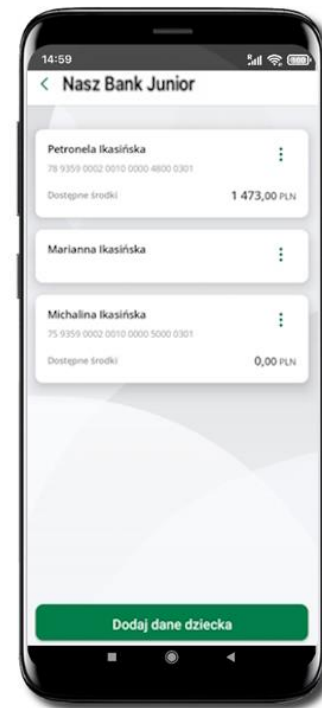 14:59
Nasz Bank Junior
Petronela Ikasińska
78 9359 0002 0010 0000 4800 0301
Dostępne środki 1 473,00 PLN
Marianna Ikasińska
Michalina Ikasińska
75 9359 0002 0010 0000 5000 0301
Dostępne środki 0,00 PLN
Dodaj dane dziecka